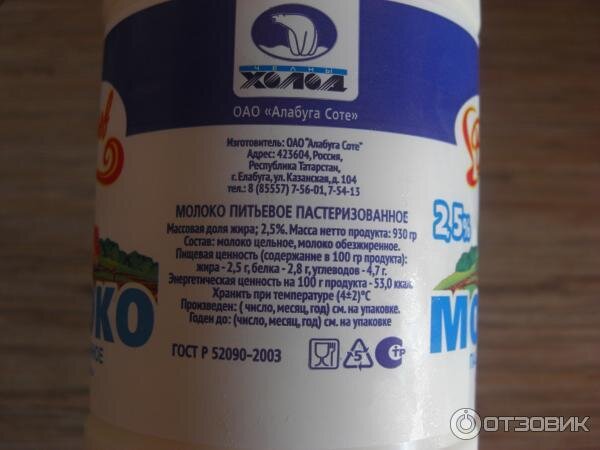 ЧЕЛНЫ
ХОЛОД
ОАО «Алабуга Соте»
Изготовитель: ОАО "Алабуга Соте"
Адрес: 423604, Россия,
Республика Татарстан,
г. Елабуга, ул. Казанская, д. 104
тел.: 8 (85557) 7-56-01, 7-54-13
МОЛОКО ПИТЬЕВОЕ ПАСТЕРИЗОВАННОЕ
Массовая доля жира; 2,5%. Масса нетто продукта: 930 гр
Состав: молоко цельное, молоко обезжиренное.
Пищевая ценность (содержание в 100 гр продукта):
жира - 2,5 г, белка - 2,8 г, углеводов - 4,7 г.
Энергетическая ценность на 100 г продукта - 53,0 ккал.
Хранить при температуре (4±2)°С
Произведен: ( число, месяц, год) см. на упаковке.
Годен до: (число, месяц, год) см. на упаковке
ГОСТ Р 52090-2003
5
СТР
2,5%
ОКО
МО
ОТЗОВИК